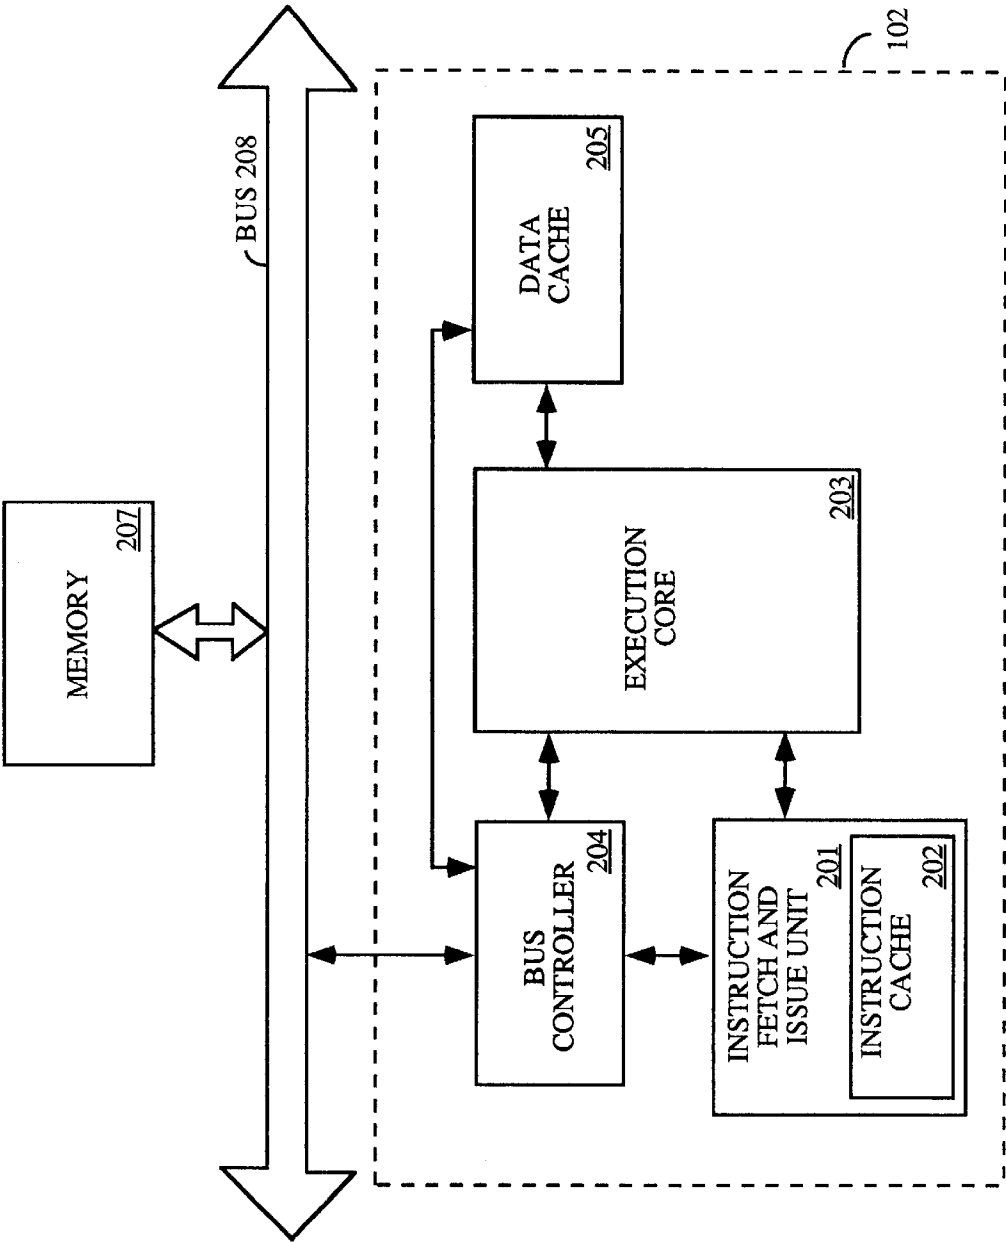 MEMORY
207
BUS 208
102
BUS
CONTROLLER
204
EXECUTION
CORE
203
DATA
CACHE
205
INSTRUCTION
FETCH AND
ISSUE UNIT
201
INSTRUCTION
CACHE
202